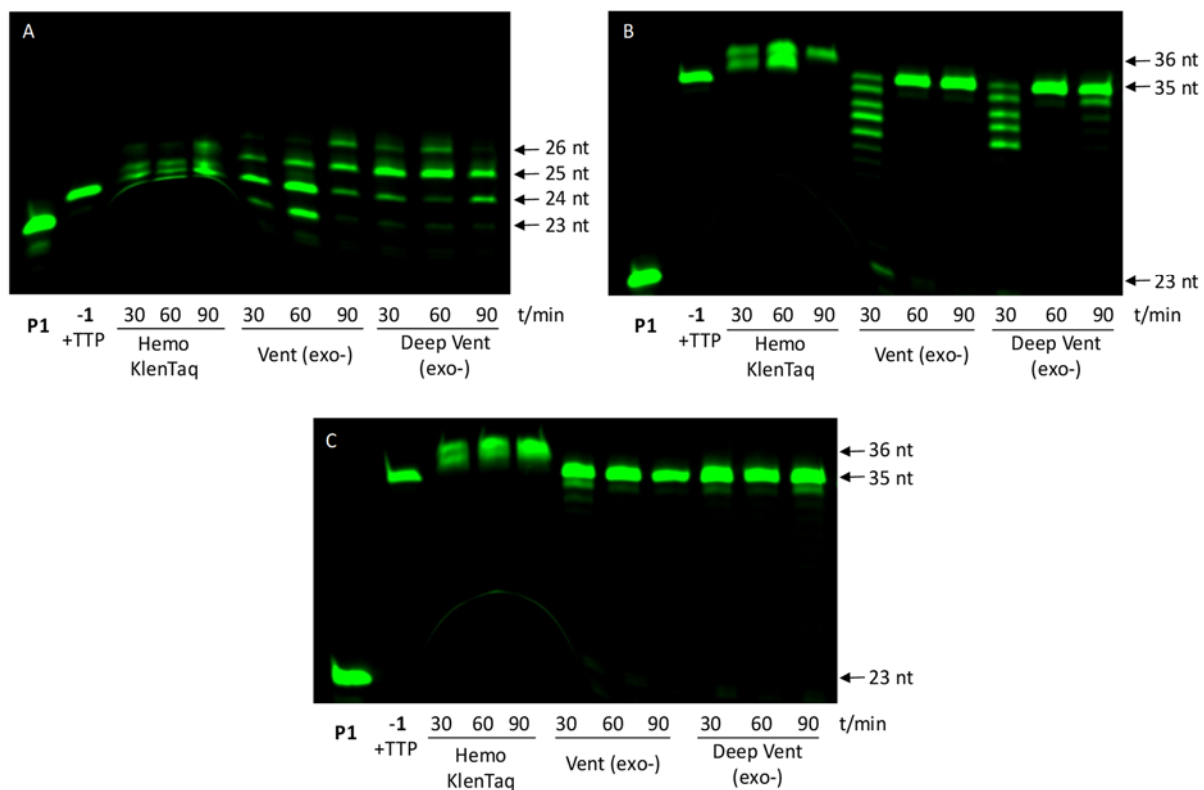 A
26 nt
25 nt
24 nt
23 nt
P1 -1 30 60 90 30 60 90 30 60 90 t/min
+TTP Hemo KlenTaq Vent (exo-) Deep Vent (exo-)
B
36 nt
35 nt
23 nt
P1 -1 30 60 90 30 60 90 30 60 90 t/min
+TTP Hemo KlenTaq Vent (exo-) Deep Vent (exo-)
C
36 nt
35 nt
23 nt
P1 -1 30 60 90 30 60 90 30 60 90 t/min
+TTP Hemo KlenTaq Vent (exo-) Deep Vent (exo-)